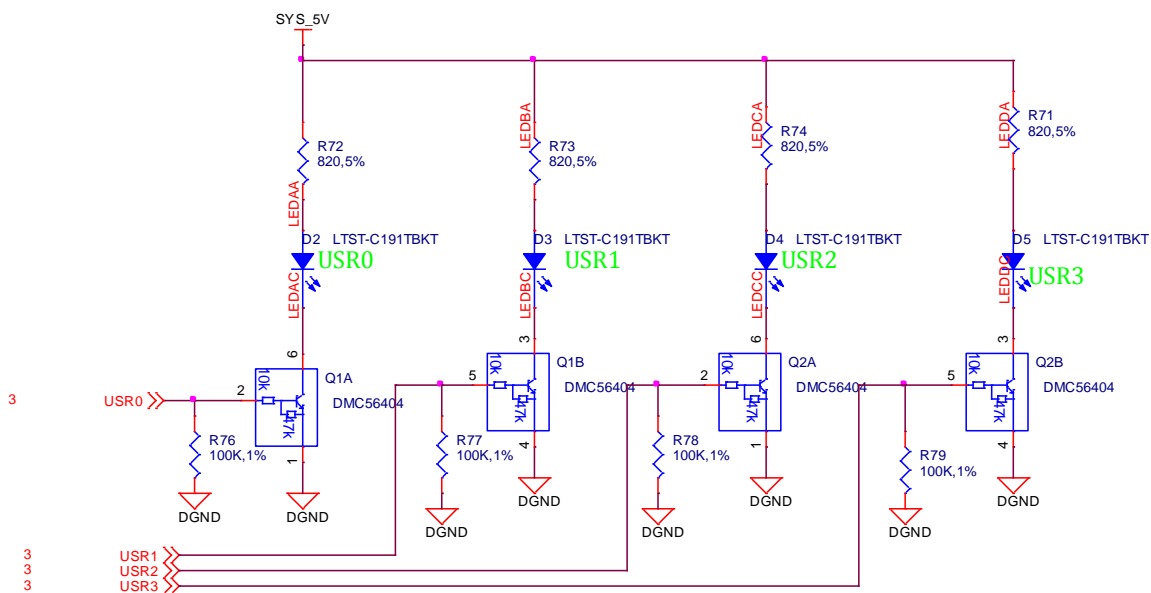 SYS_5V
LEDBA
LEDCA
LEDDA
R71
820,5%
R72
820,5%
R73
820,5%
R74
820,5%
LEDAA
D2 LTST-C191TBKT
D3 LTST-C191TBKT
D4 LTST-C191TBKT
D5 LTST-C191TBKT
USR0
USR1
USR2
USR3
LEDAC
LEDBC
LEDCC
LEDDC
6
3
6
3
10k
47k
Q1A
DMC56404
10k
47k
Q1B
DMC56404
10k
47k
Q2A
DMC56404
10k
47k
Q2B
DMC56404
2
5
2
5
3
USR0
R76
100K,1%
R77
100K,1%
R78
100K,1%
R79
100K,1%
1
4
1
4
DGND
DGND
DGND
DGND
DGND
DGND
DGND
DGND
3
USR1
3
USR2
3
USR3